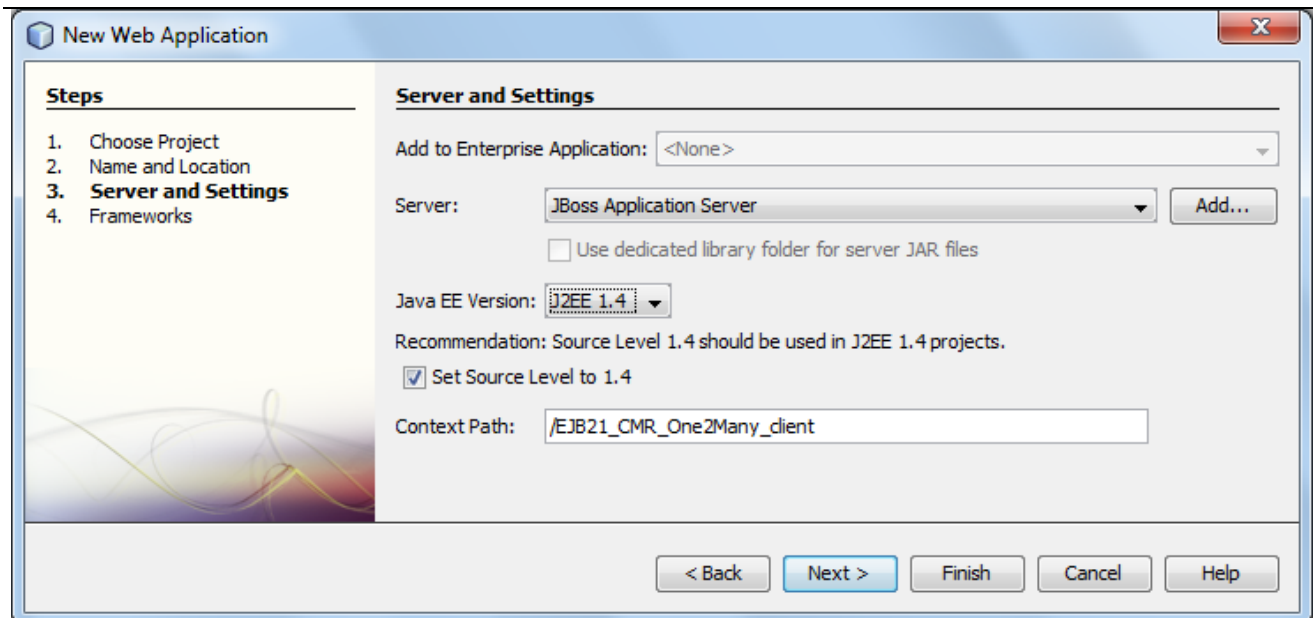 New Web Application
Steps
1. Choose Project
2. Name and Location
3. Server and Settings
4. Frameworks
Server and Settings
Add to Enterprise Application: <None>
Server: JBoss Application Server Add...
Use dedicated library folder for server JAR files
Java EE Version: J2EE 1.4
Recommendation: Source Level 1.4 should be used in J2EE 1.4 projects.
Set Source Level to 1.4
Context Path: /EJB21_CMR_One2Many_client
< Back Next > Finish Cancel Help